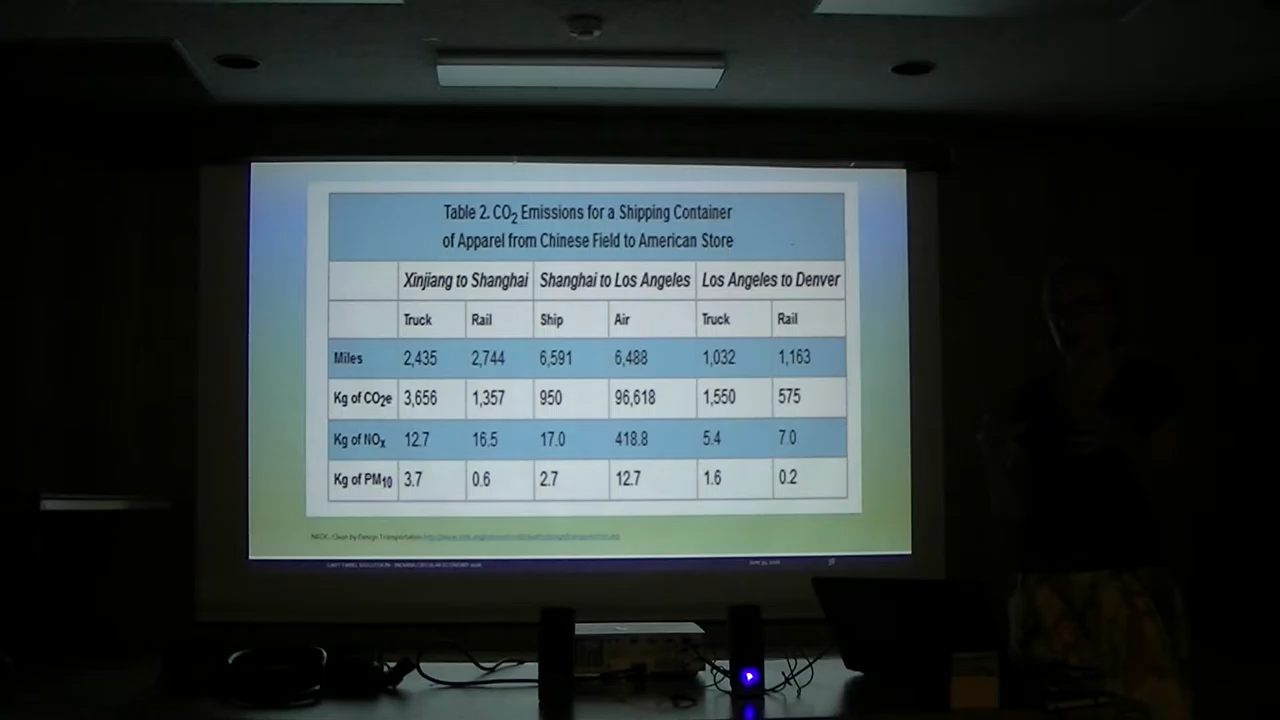 Table 2. CO2 Emissions for a Shipping Container
of Apparel from Chinese Field to American Store
Xinjiang to Shanghai Shanghai to Los Angeles Los Angeles to Denver
Truck Rail Ship Air Truck Rail
Miles 2,435 2,744 6,591 6,488 1,032 1,163
Kg of CO2e 3,656 1,357 950 96,618 1,550 575
Kg of NOx 12.7 16.5 17.0 418.8 5.4 7.0
Kg of PM10 3.7 0.6 2.7 12.7 1.6 0.2
Clean By Design Transportation